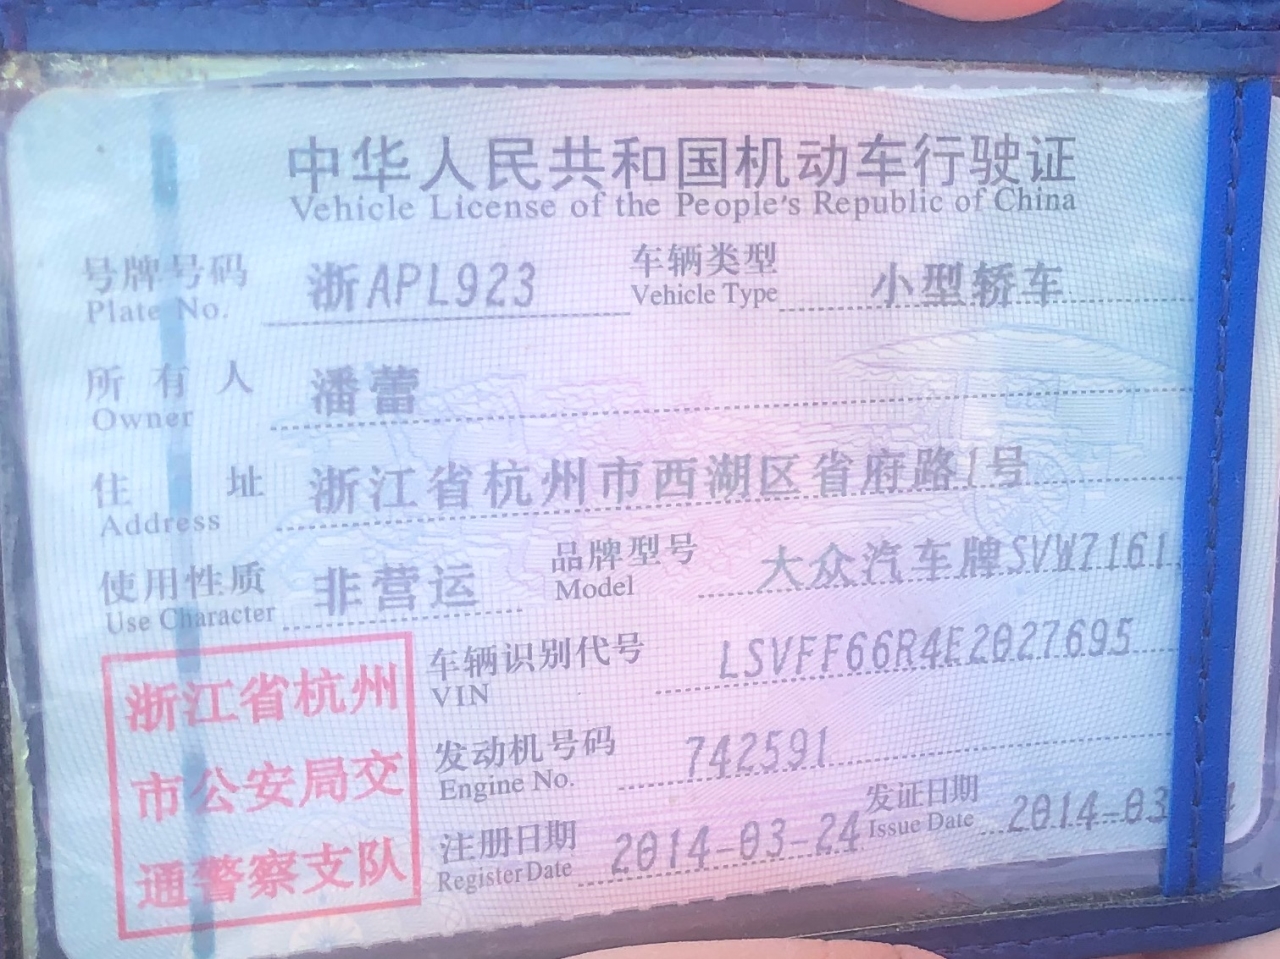 中华人民共和国机动车行驶证
Vehicle License of the People's Republic of China
号牌号码 浙APL923 车辆类型 小型轿车
Plate No. Vehicle Type
所有人 潘蕾
Owner
住址 浙江省杭州市西湖区省府路1号
Address
使用性质 非营运 品牌型号 大众汽车牌SVW7161
Use Character Model
车辆识别代号 LSVFF66R4E2027695
VIN
发动机号码 742591
Engine No.
注册日期 2014-03-24 发证日期 2014-03
Register Date Issue Date
浙江省杭州
市公安局交
通警察支队